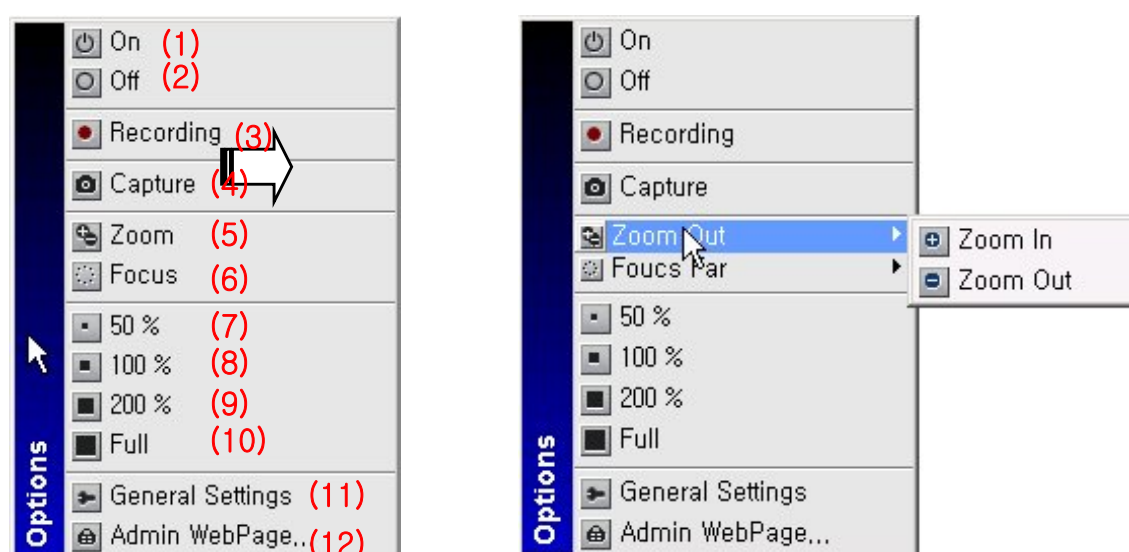 On (1)
Off (2)
Recording (3)
Capture (4)
Zoom (5)
Focus (6)
50 % (7)
100 % (8)
200 % (9)
Full (10)
General Settings (11)
Admin WebPage.. (12)
Options
On
Off
Recording
Capture
Zoom Out
Foucs Par
50 %
100 %
200 %
Full
General Settings
Admin WebPage...
Options
Zoom In
Zoom Out